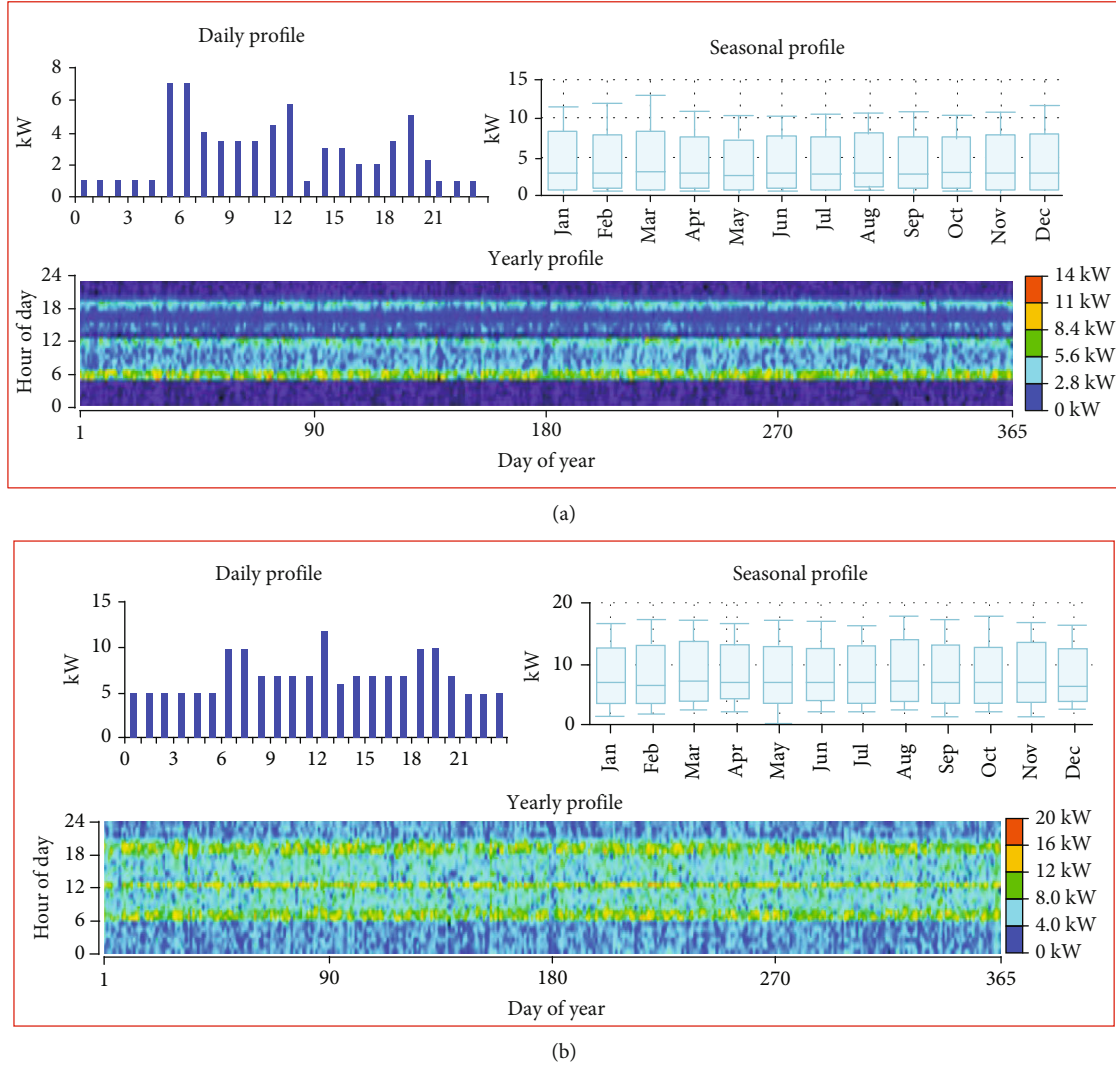 Daily profile
kW
8
6
4
2
0
0 3 6 9 12 15 18 21
Seasonal profile
kW
15
10
5
0
Jan Feb Mar Apr May Jun Jul Aug Sep Oct Nov Dec
Yearly profile
Hour of day
24
18
12
6
0
1 90 180 270 365
Day of year
14 kW
11 kW
8.4 kW
5.6 kW
2.8 kW
0 kW
(a)
Daily profile
kW
15
10
5
0
0 3 6 9 12 15 18 21
Seasonal profile
kW
20
10
0
Jan Feb Mar Apr May Jun Jul Aug Sep Oct Nov Dec
Yearly profile
Hour of day
24
18
12
6
0
1 90 180 270 365
Day of year
20 kW
16 kW
12 kW
8.0 kW
4.0 kW
0 kW
(b)